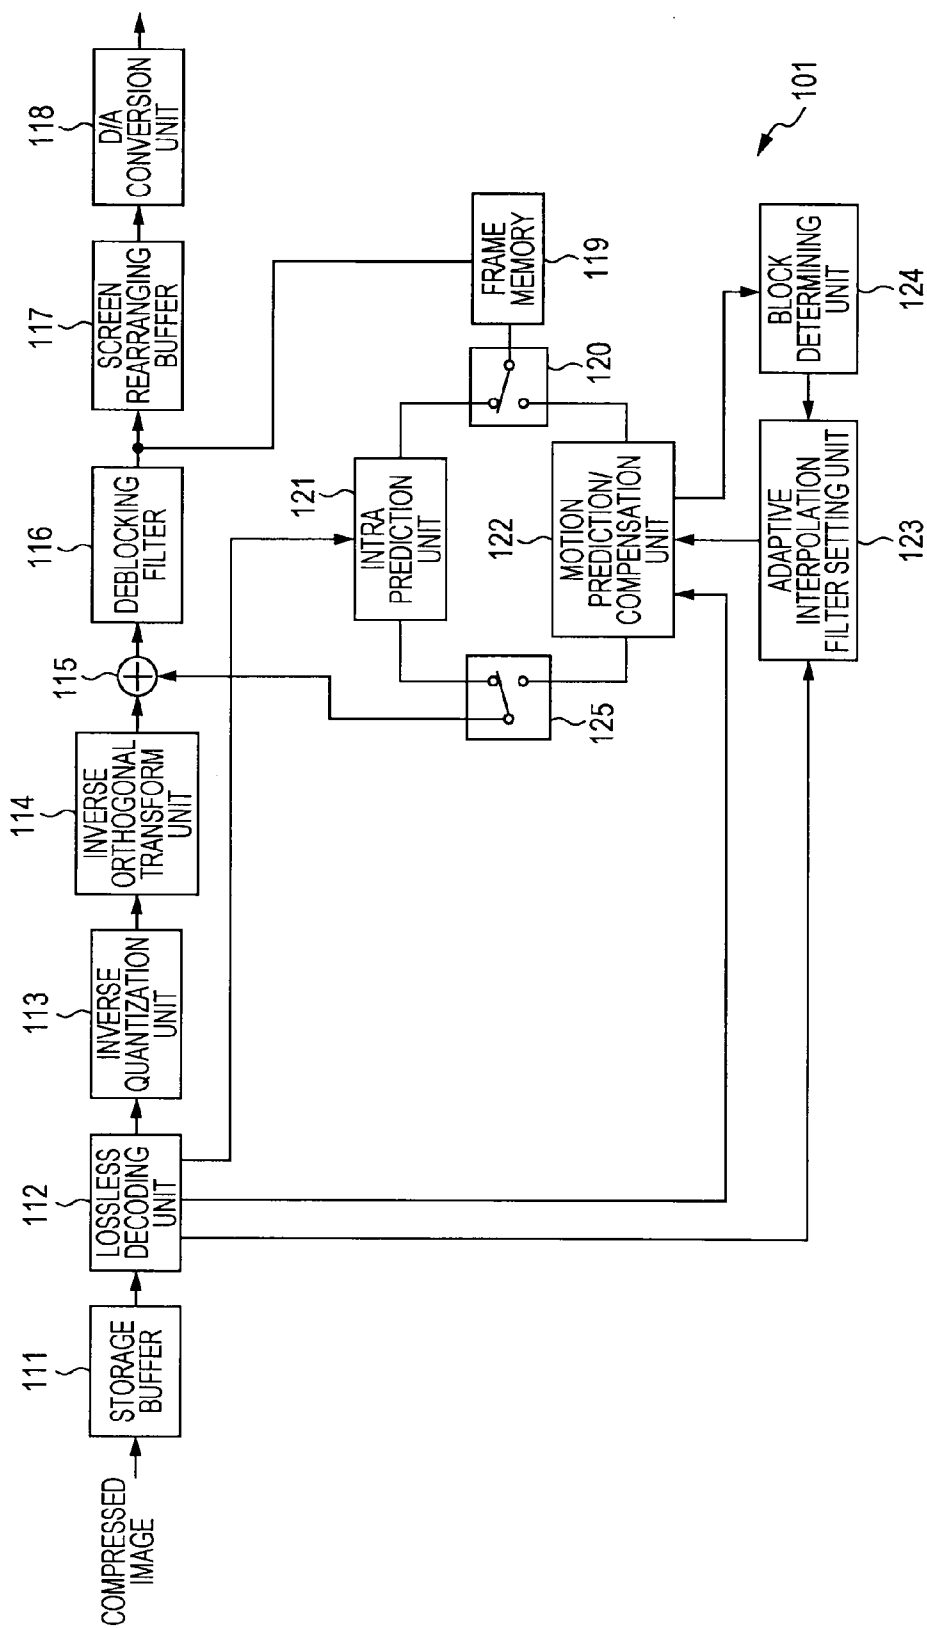 COMPRESSED
IMAGE
111
STORAGE
BUFFER
112
LOSSLESS
DECODING
UNIT
113
INVERSE
QUANTIZATION
UNIT
114
INVERSE
ORTHOGONAL
TRANSFORM
UNIT
115
116
DEBLOCKING
FILTER
117
SCREEN
REARRANGING
BUFFER
118
D/A
CONVERSION
UNIT
121
INTRA
PREDICTION
UNIT
FRAME
MEMORY
119
120
125
122
MOTION
PREDICTION/
COMPENSATION
UNIT
101
ADAPTIVE
INTERPOLATION
FILTER SETTING UNIT
123
BLOCK
DETERMINING
UNIT
124